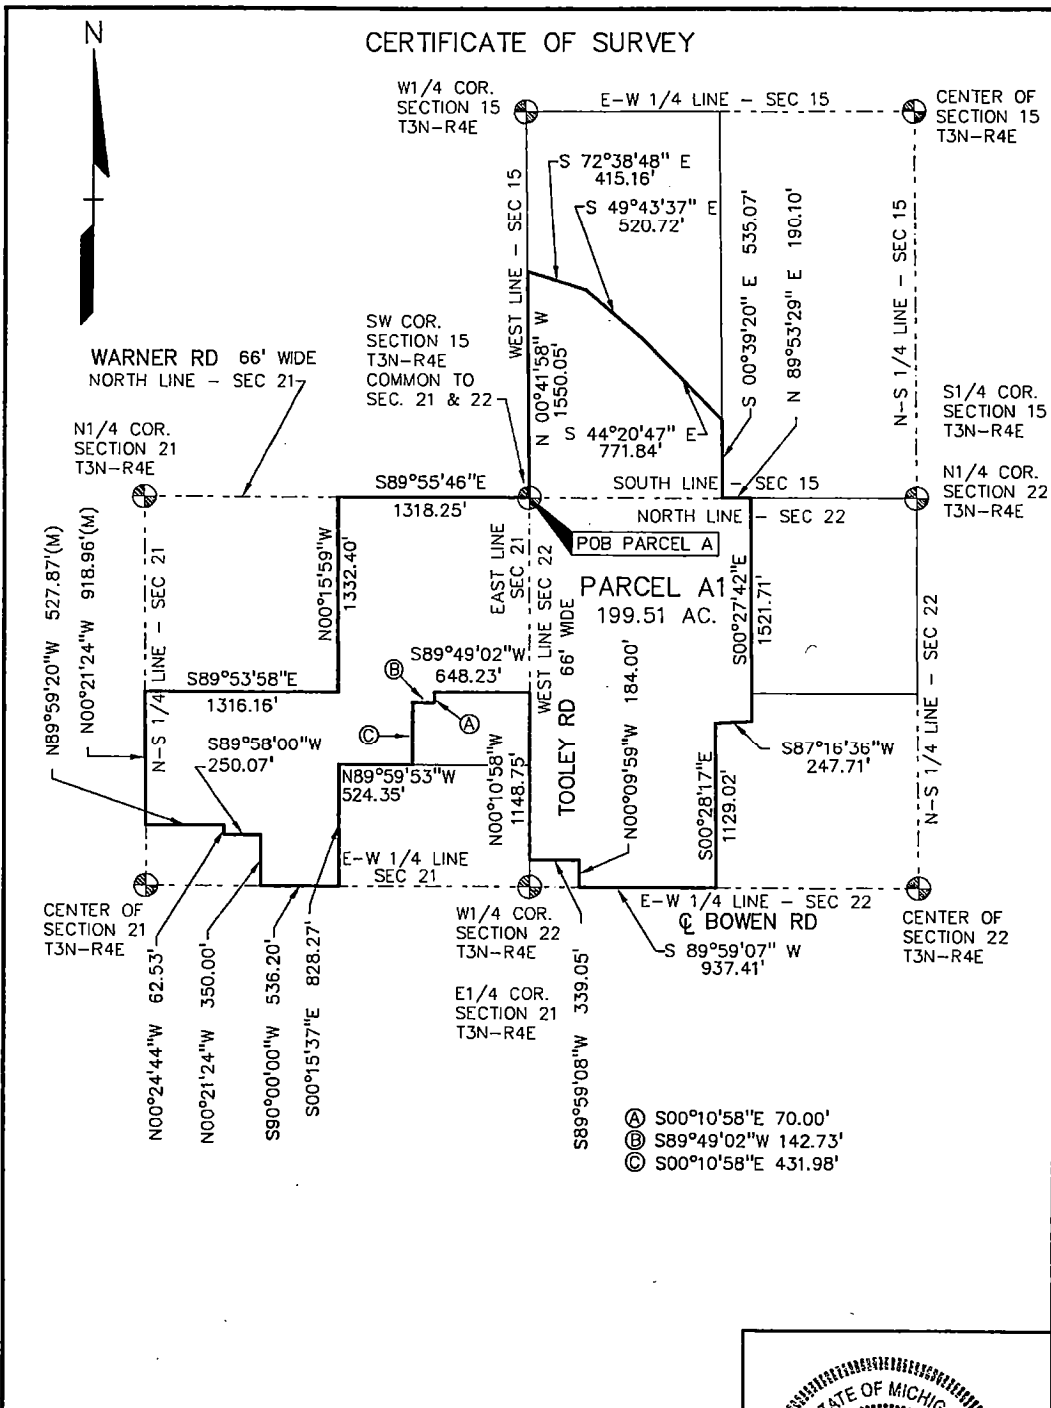 N
CERTIFICATE OF SURVEY
W1/4 COR.
SECTION 15
T3N-R4E
E-W 1/4 LINE - SEC 15
CENTER OF
SECTION 15
T3N-R4E
S 72°38'48" E
415.16'
S 49°43'37" E
520.72'
WEST LINE - SEC 15
N 00°41'58" W
1550.05'
S 00°39'20" E 535.07'
N 89°53'29" E 190.10'
N-S 1/4 LINE - SEC 15
SW COR.
SECTION 15
T3N-R4E
COMMON TO
SEC. 21 & 22
WARNER RD 66' WIDE
NORTH LINE - SEC 21
S 44°20'47" E
771.84'
S1/4 COR.
SECTION 15
T3N-R4E
N1/4 COR.
SECTION 21
T3N-R4E
N1/4 COR.
SECTION 22
T3N-R4E
S89°55'46"E
1318.25'
SOUTH LINE - SEC 15
NORTH LINE - SEC 22
POB PARCEL A
PARCEL A1
199.51 AC.
N89°59'20"W 527.87'(M)
N00°21'24"W 918.96'(M)
N-S 1/4 LINE - SEC 21
N00°15'59"W
1332.40'
EAST LINE
SEC 21
WEST LINE SEC 22
TOOLEY RD 66' WIDE
S00°27'42"E
1521.71'
N-S 1/4 LINE - SEC 22
S89°53'58"E
1316.16'
B
S89°49'02"W
648.23'
A
C
S89°58'00"W
250.07'
N89°59'53"W
524.35'
N00°10'58"W
1148.75'
N00°09'59"W 184.00'
S00°28'17"E
1129.02'
S87°16'36"W
247.71'
E-W 1/4 LINE
SEC 21
E-W 1/4 LINE - SEC 22
℄ BOWEN RD
S 89°59'07" W
937.41'
CENTER OF
SECTION 21
T3N-R4E
W1/4 COR.
SECTION 22
T3N-R4E
E1/4 COR.
SECTION 21
T3N-R4E
CENTER OF
SECTION 22
T3N-R4E
N00°24'44"W 62.53'
N00°21'24"W 350.00'
S90°00'00"W 536.20'
S00°15'37"E 828.27'
S89°59'08"W 339.05'
A S00°10'58"E 70.00'
B S89°49'02"W 142.73'
C S00°10'58"E 431.98'
OF